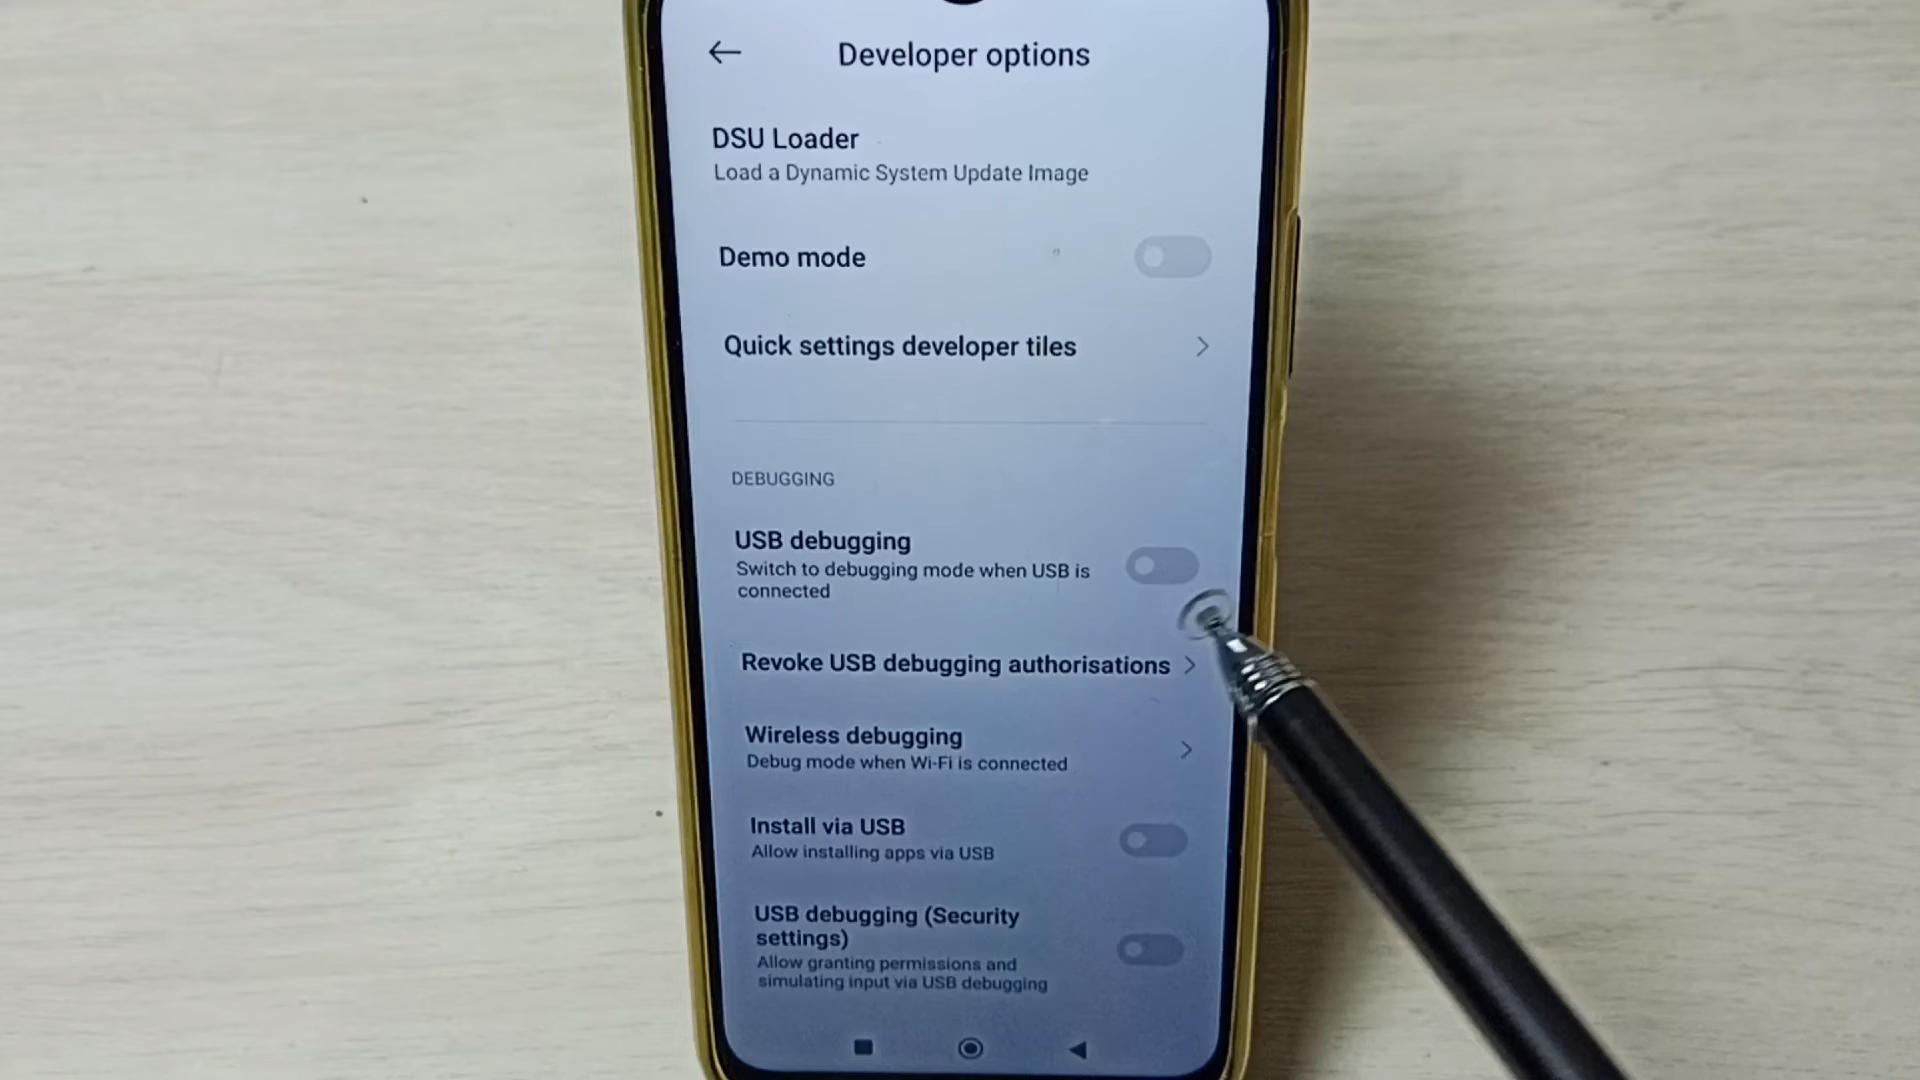 Developer options
DSU Loader
Load a Dynamic System Update Image
Demo mode
Quick settings developer tiles
DEBUGGING
USB debugging
Switch to debugging mode when USB is
connected
Revoke USB debugging authorisations
Wireless debugging
Debug mode when Wi-Fi is connected
Install via USB
Allow installing apps via USB
USB debugging (Security
settings)
Allow granting permissions and
simulating input via USB debugging